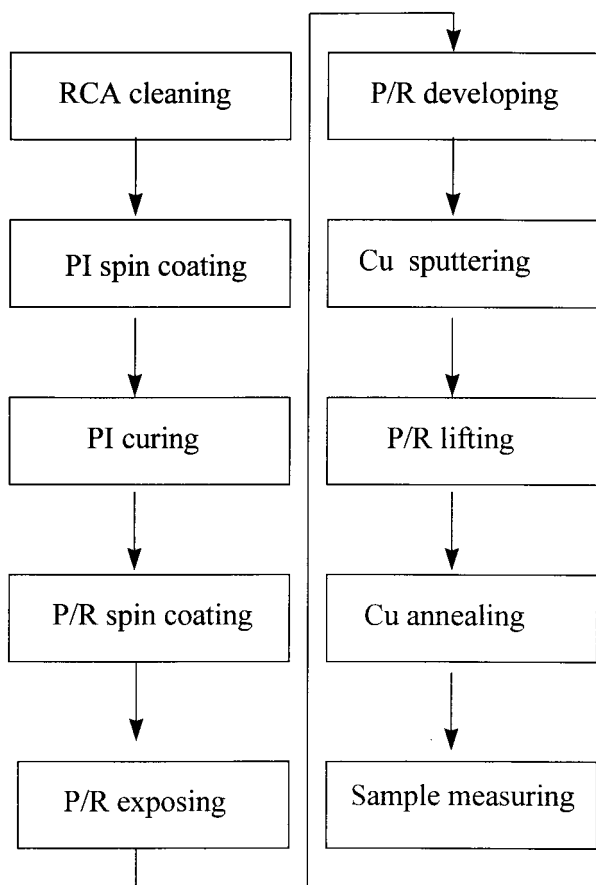 RCA cleaning
PI spin coating
PI curing
P/R spin coating
P/R exposing
P/R developing
Cu sputtering
P/R lifting
Cu annealing
Sample measuring